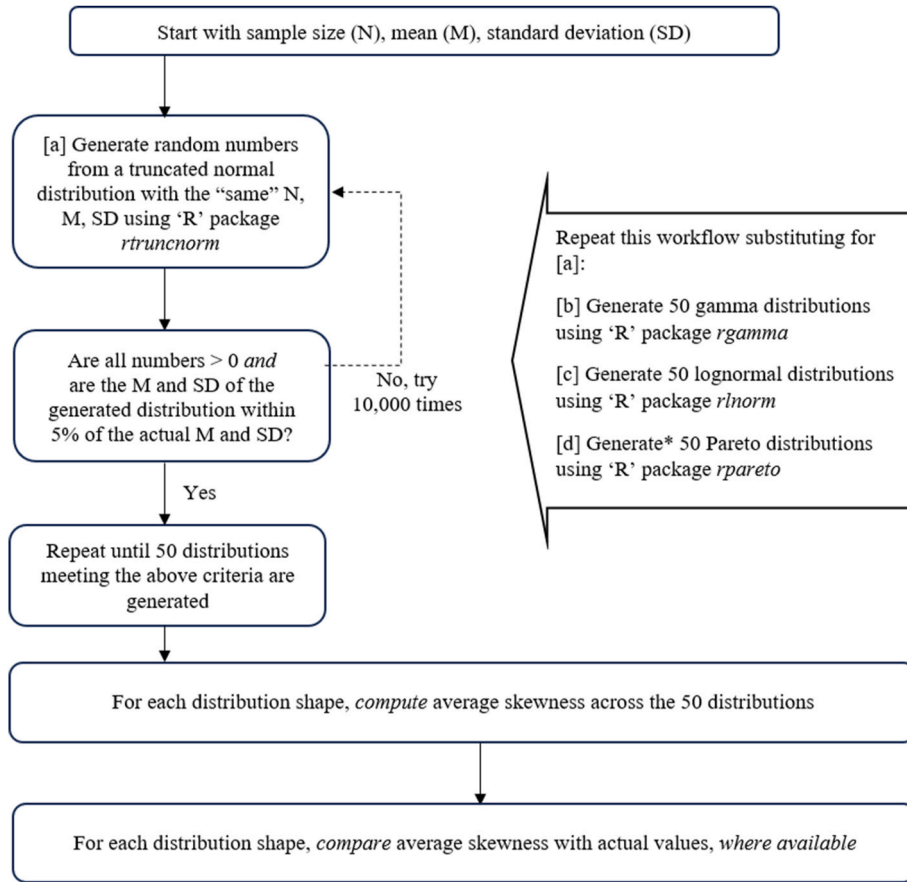 Start with sample size (N), mean (M), standard deviation (SD)
[a] Generate random numbers
from a truncated normal
distribution with the “same” N,
M, SD using ‘R’ package
rtruncnorm
Are all numbers > 0 and
are the M and SD of the
generated distribution within
5% of the actual M and SD?
No, try
10,000 times
Yes
Repeat until 50 distributions
meeting the above criteria are
generated
Repeat this workflow substituting for
[a]:
[b] Generate 50 gamma distributions
using ‘R’ package rgamma
[c] Generate 50 lognormal distributions
using ‘R’ package rlnorm
[d] Generate* 50 Pareto distributions
using ‘R’ package rpareto
For each distribution shape, compute average skewness across the 50 distributions
For each distribution shape, compare average skewness with actual values, where available